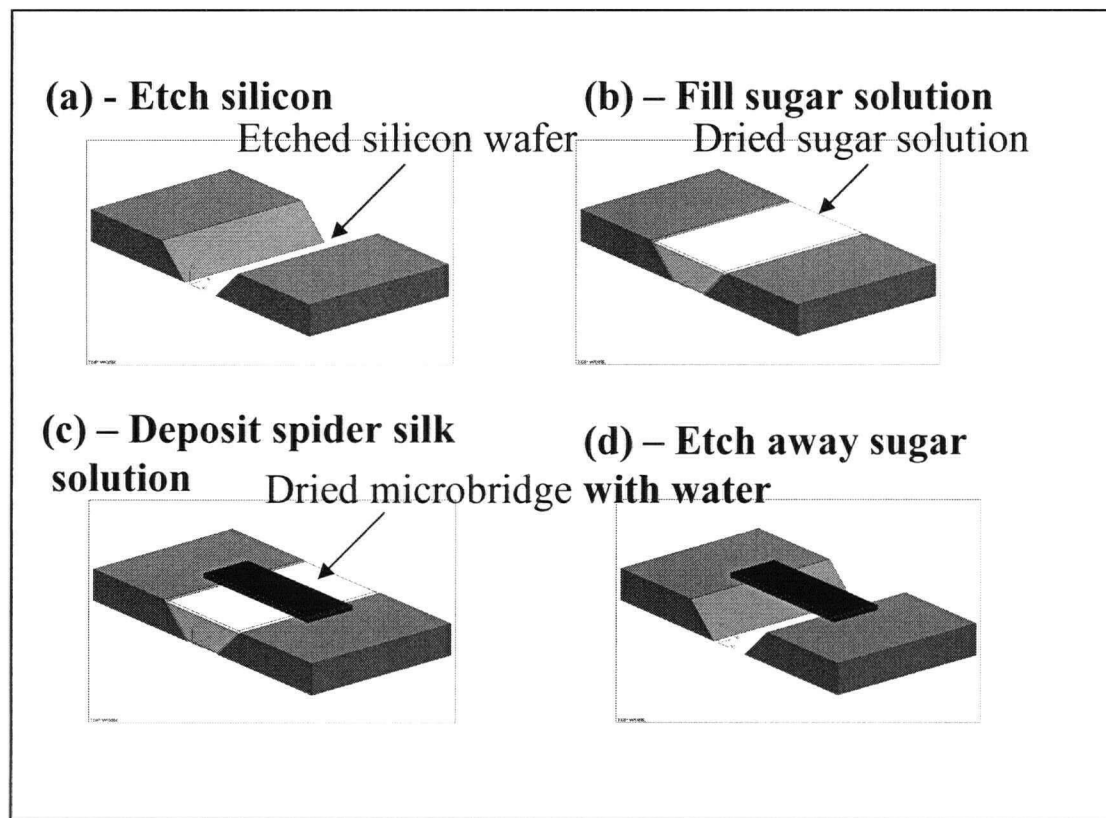 (a) - Etch silicon
Etched silicon wafer
(b) – Fill sugar solution
Dried sugar solution
(c) – Deposit spider silk
solution
Dried microbridge
(d) – Etch away sugar
with water